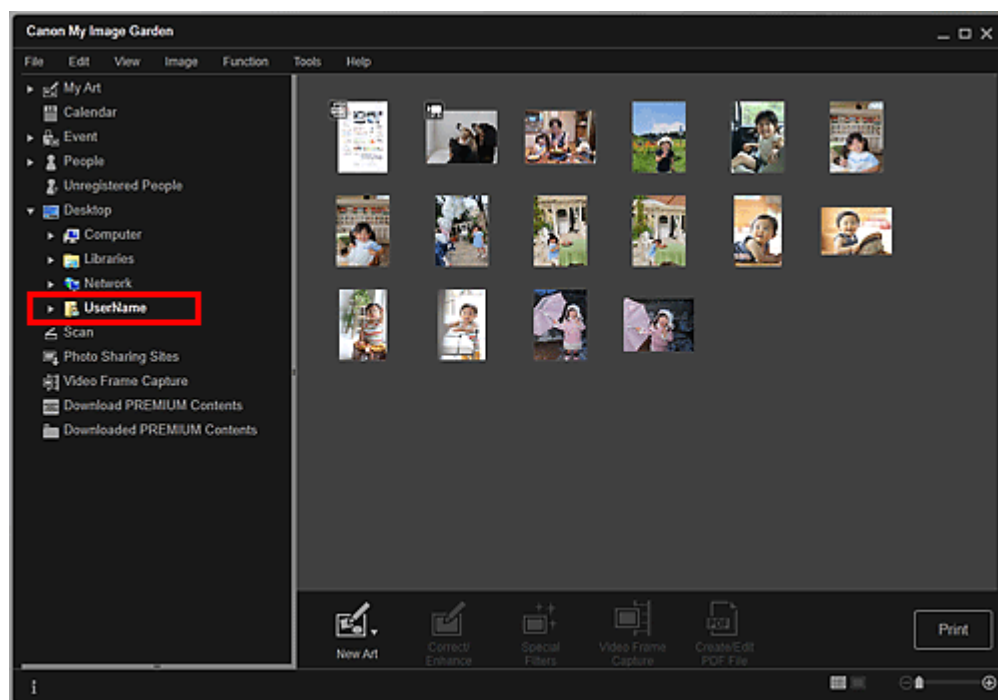 Canon My Image Garden
File Edit View Image Function Tools Help
My Art
Calendar
Event
People
Unregistered People
Desktop
Computer
Libraries
Network
UserName
Scan
Photo Sharing Sites
Video Frame Capture
Download PREMIUM Contents
Downloaded PREMIUM Contents
New Art
Correct/
Enhance
Special
Filters
Video Frame
Capture
PDF
Create/Edit
PDF File
Print